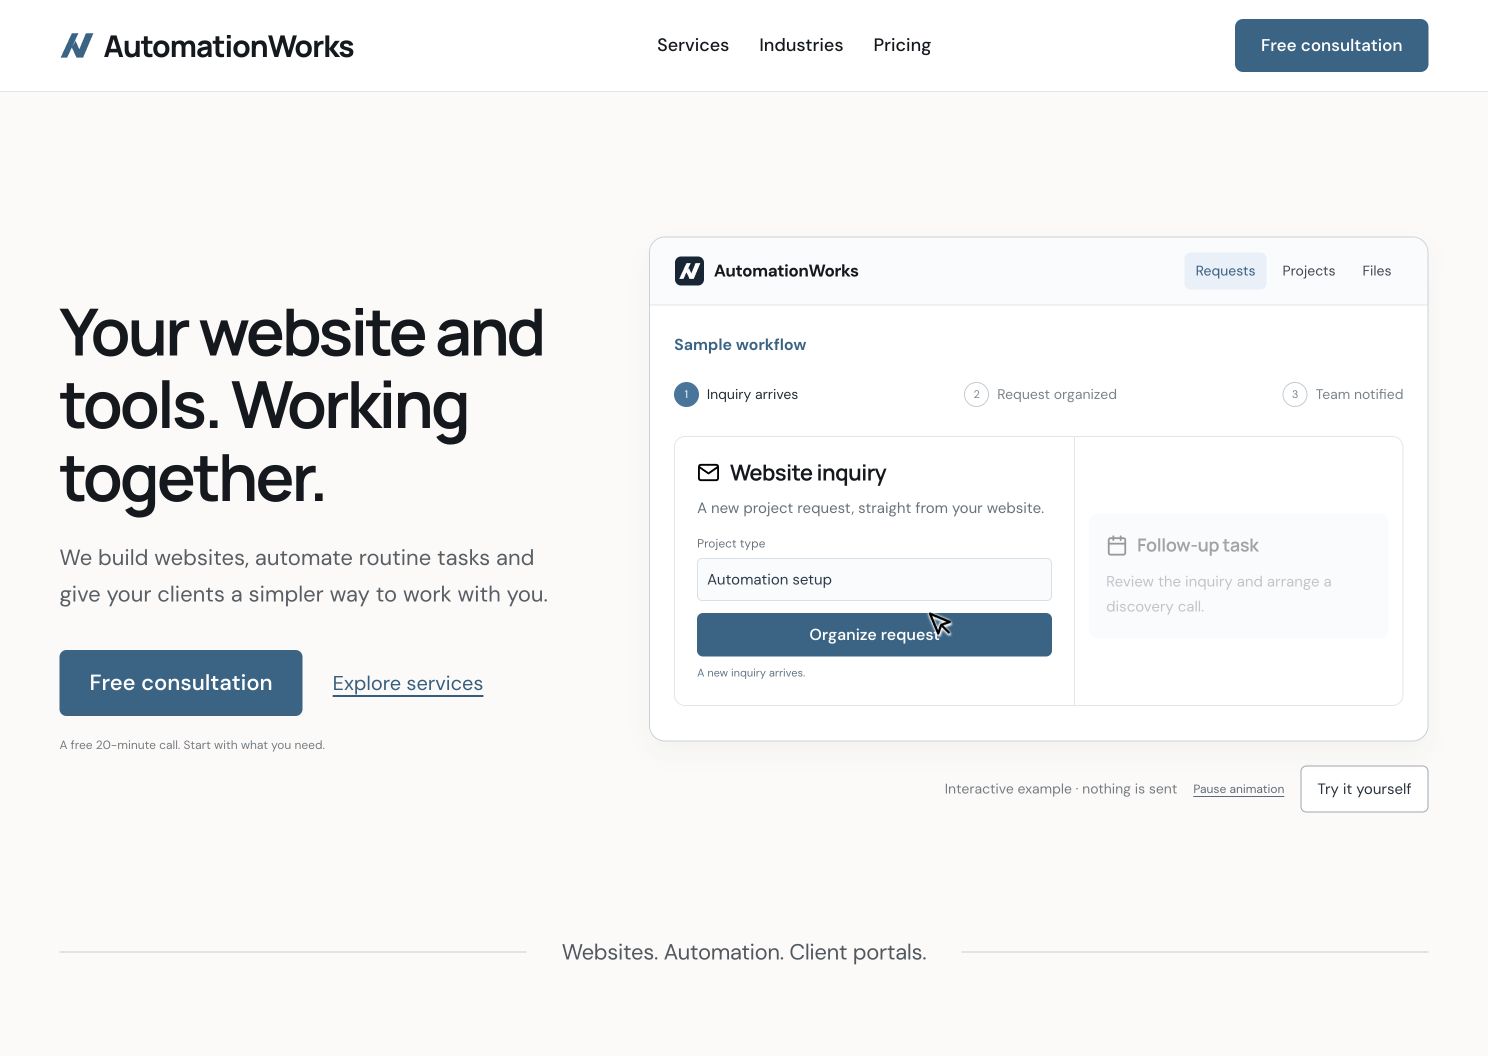 AutomationWorks
Services
Industries
Pricing
Free consultation
Your website and
tools. Working
together.
We build websites, automate routine tasks and
give your clients a simpler way to work with you.
Free consultation
Explore services
A free 20-minute call. Start with what you need.
AutomationWorks
Requests
Projects
Files
Sample workflow
1 Inquiry arrives
2 Request organized
3 Team notified
Website inquiry
A new project request, straight from your website.
Project type
Automation setup
Organize request
A new inquiry arrives.
Follow-up task
Review the inquiry and arrange a
discovery call.
Interactive example · nothing is sent
Pause animation
Try it yourself
Websites. Automation. Client portals.